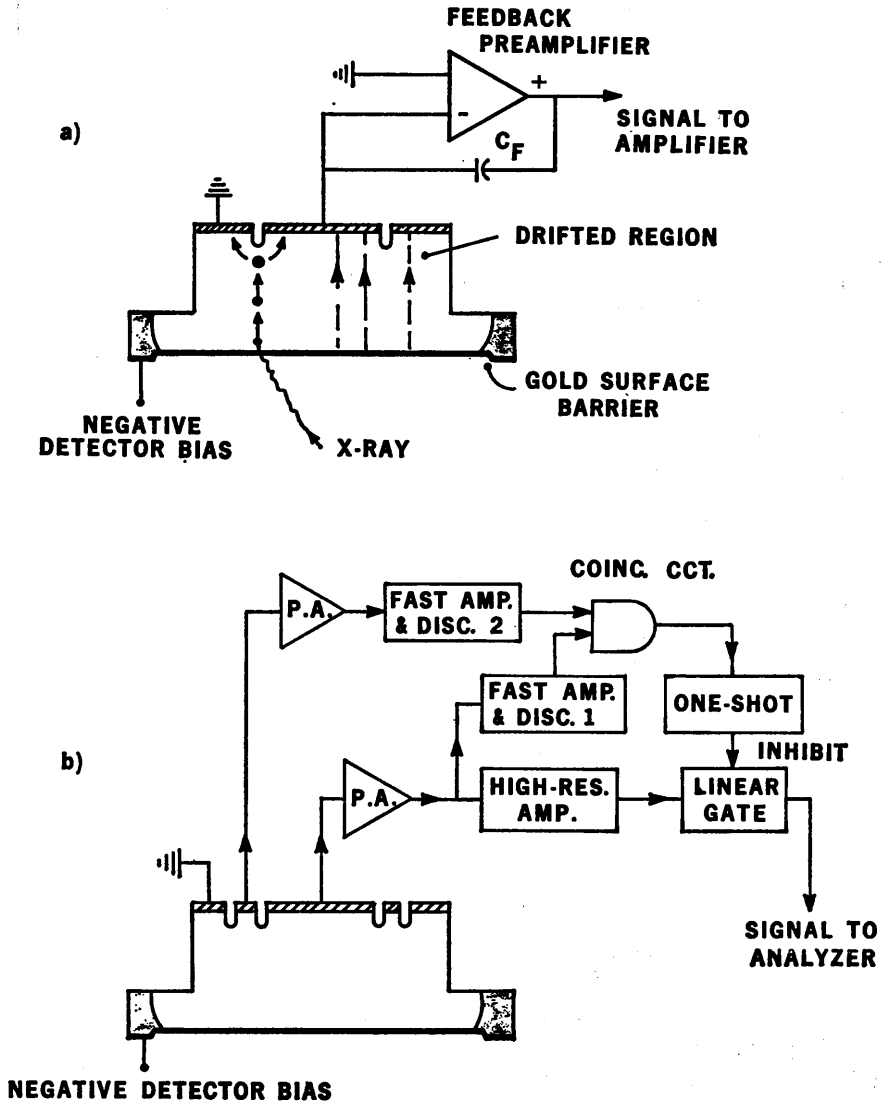 FEEDBACK
PREAMPLIFIER
+
-
SIGNAL TO
AMPLIFIER
a)
CF
DRIFTED REGION
GOLD SURFACE
BARRIER
NEGATIVE
DETECTOR BIAS
X-RAY
COINC. CCT.
P.A.
FAST AMP.
& DISC. 2
FAST AMP.
& DISC. 1
ONE-SHOT
b)
INHIBIT
P.A.
HIGH-RES.
AMP.
LINEAR
GATE
SIGNAL TO
ANALYZER
NEGATIVE DETECTOR BIAS